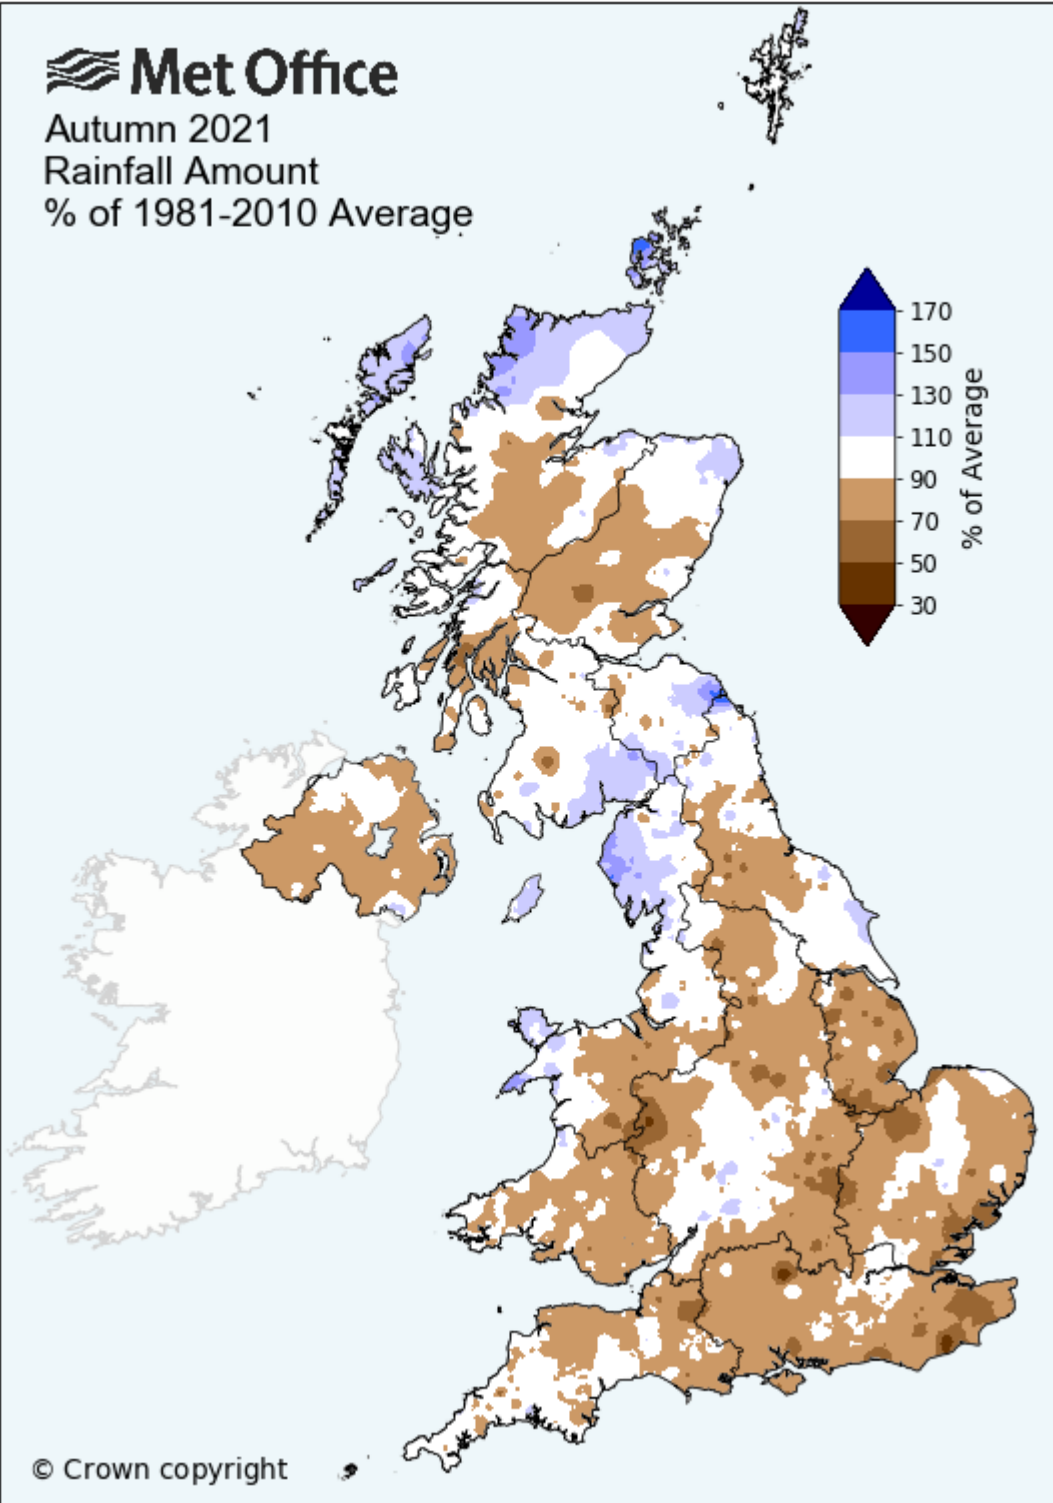 Met Office
Autumn 2021
Rainfall Amount
% of 1981-2010 Average
170
150
130
110
90
70
50
30
% of Average
© Crown copyright